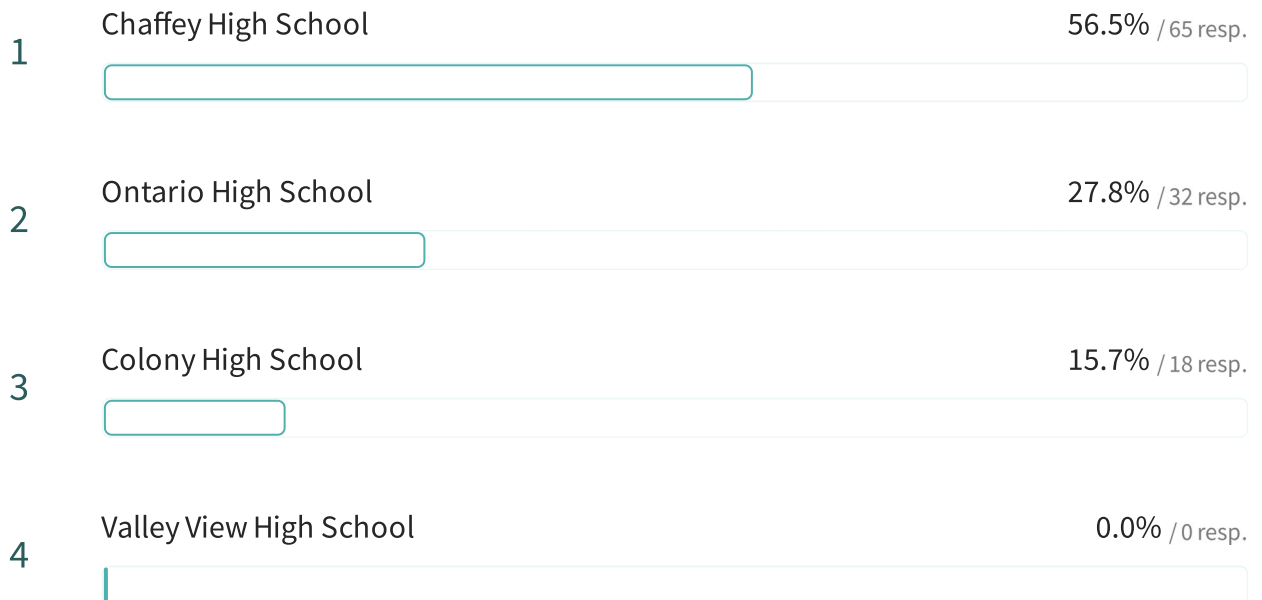 1
Chaffey High School
56.5% / 65 resp.
2
Ontario High School
27.8% / 32 resp.
3
Colony High School
15.7% / 18 resp.
4
Valley View High School
0.0% / 0 resp.